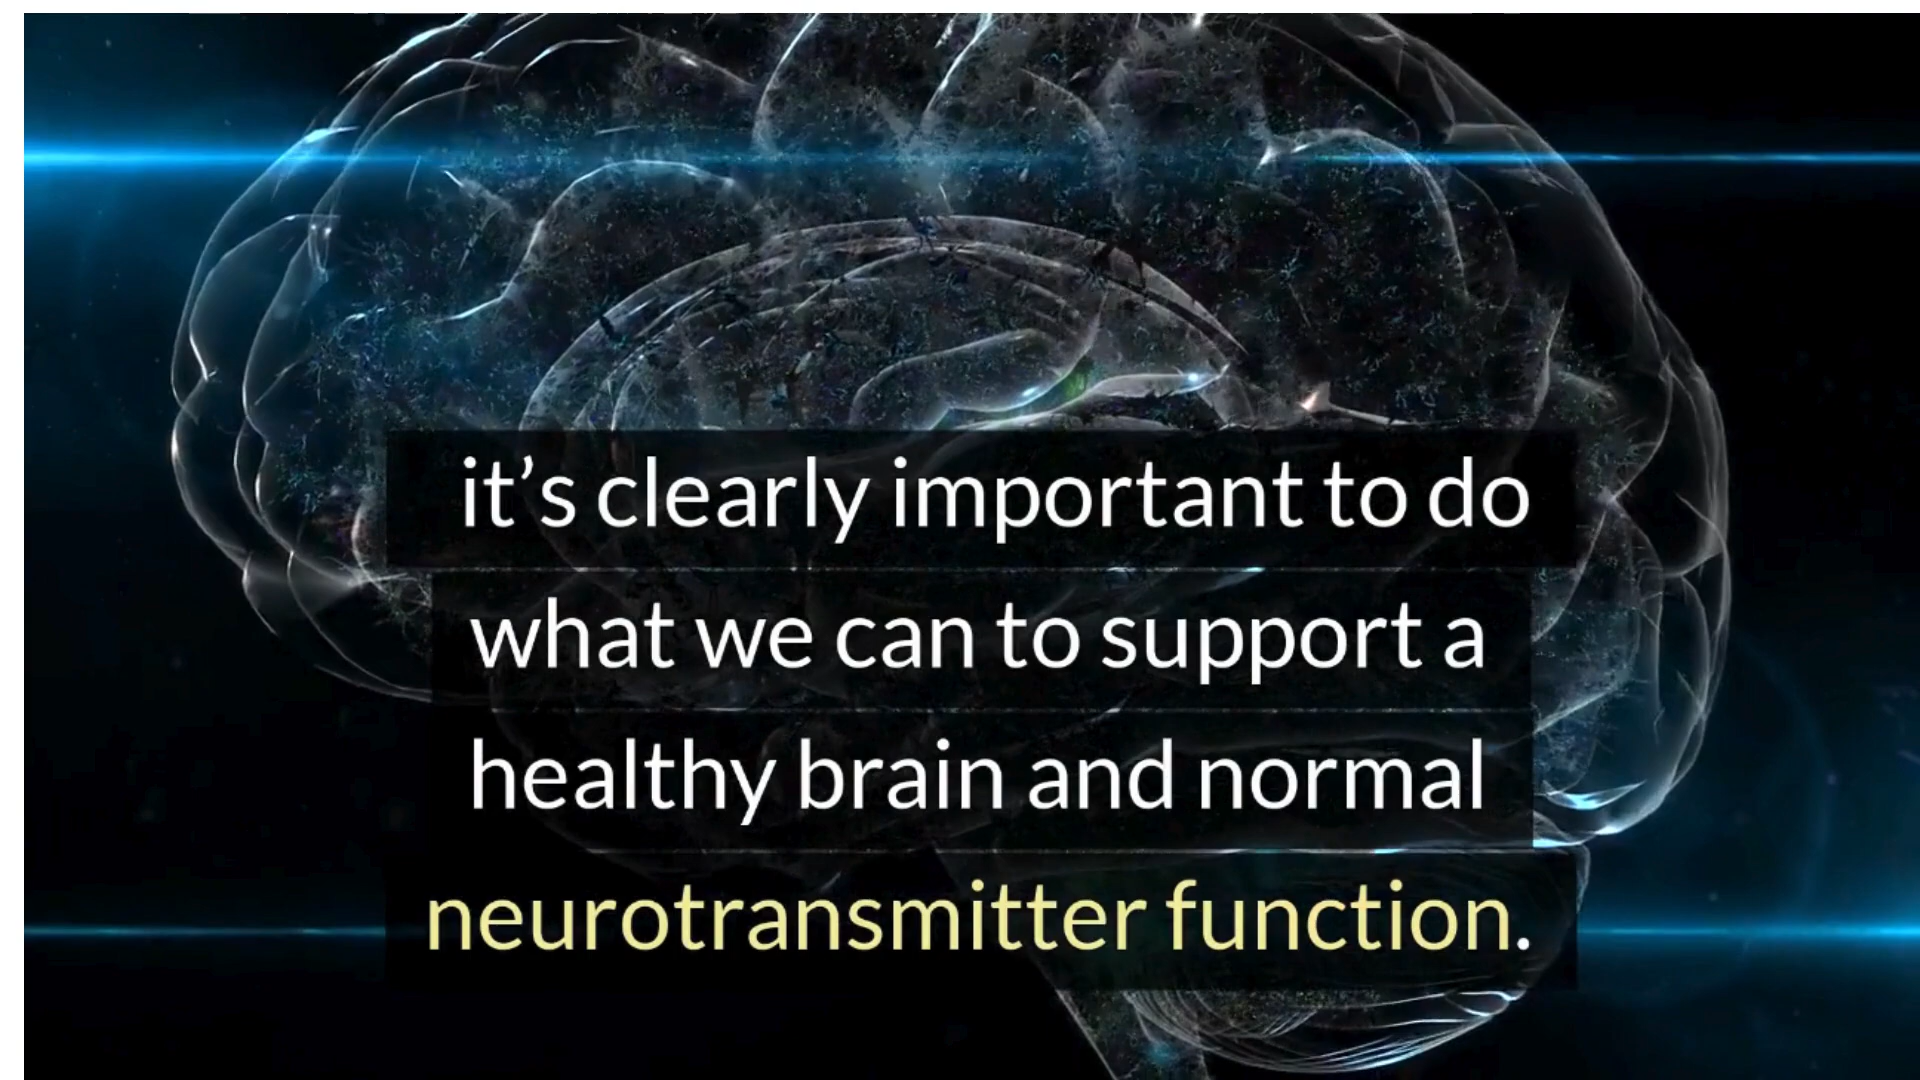 it’s clearly important to do
what we can to support a
healthy brain and normal
neurotransmitter function.